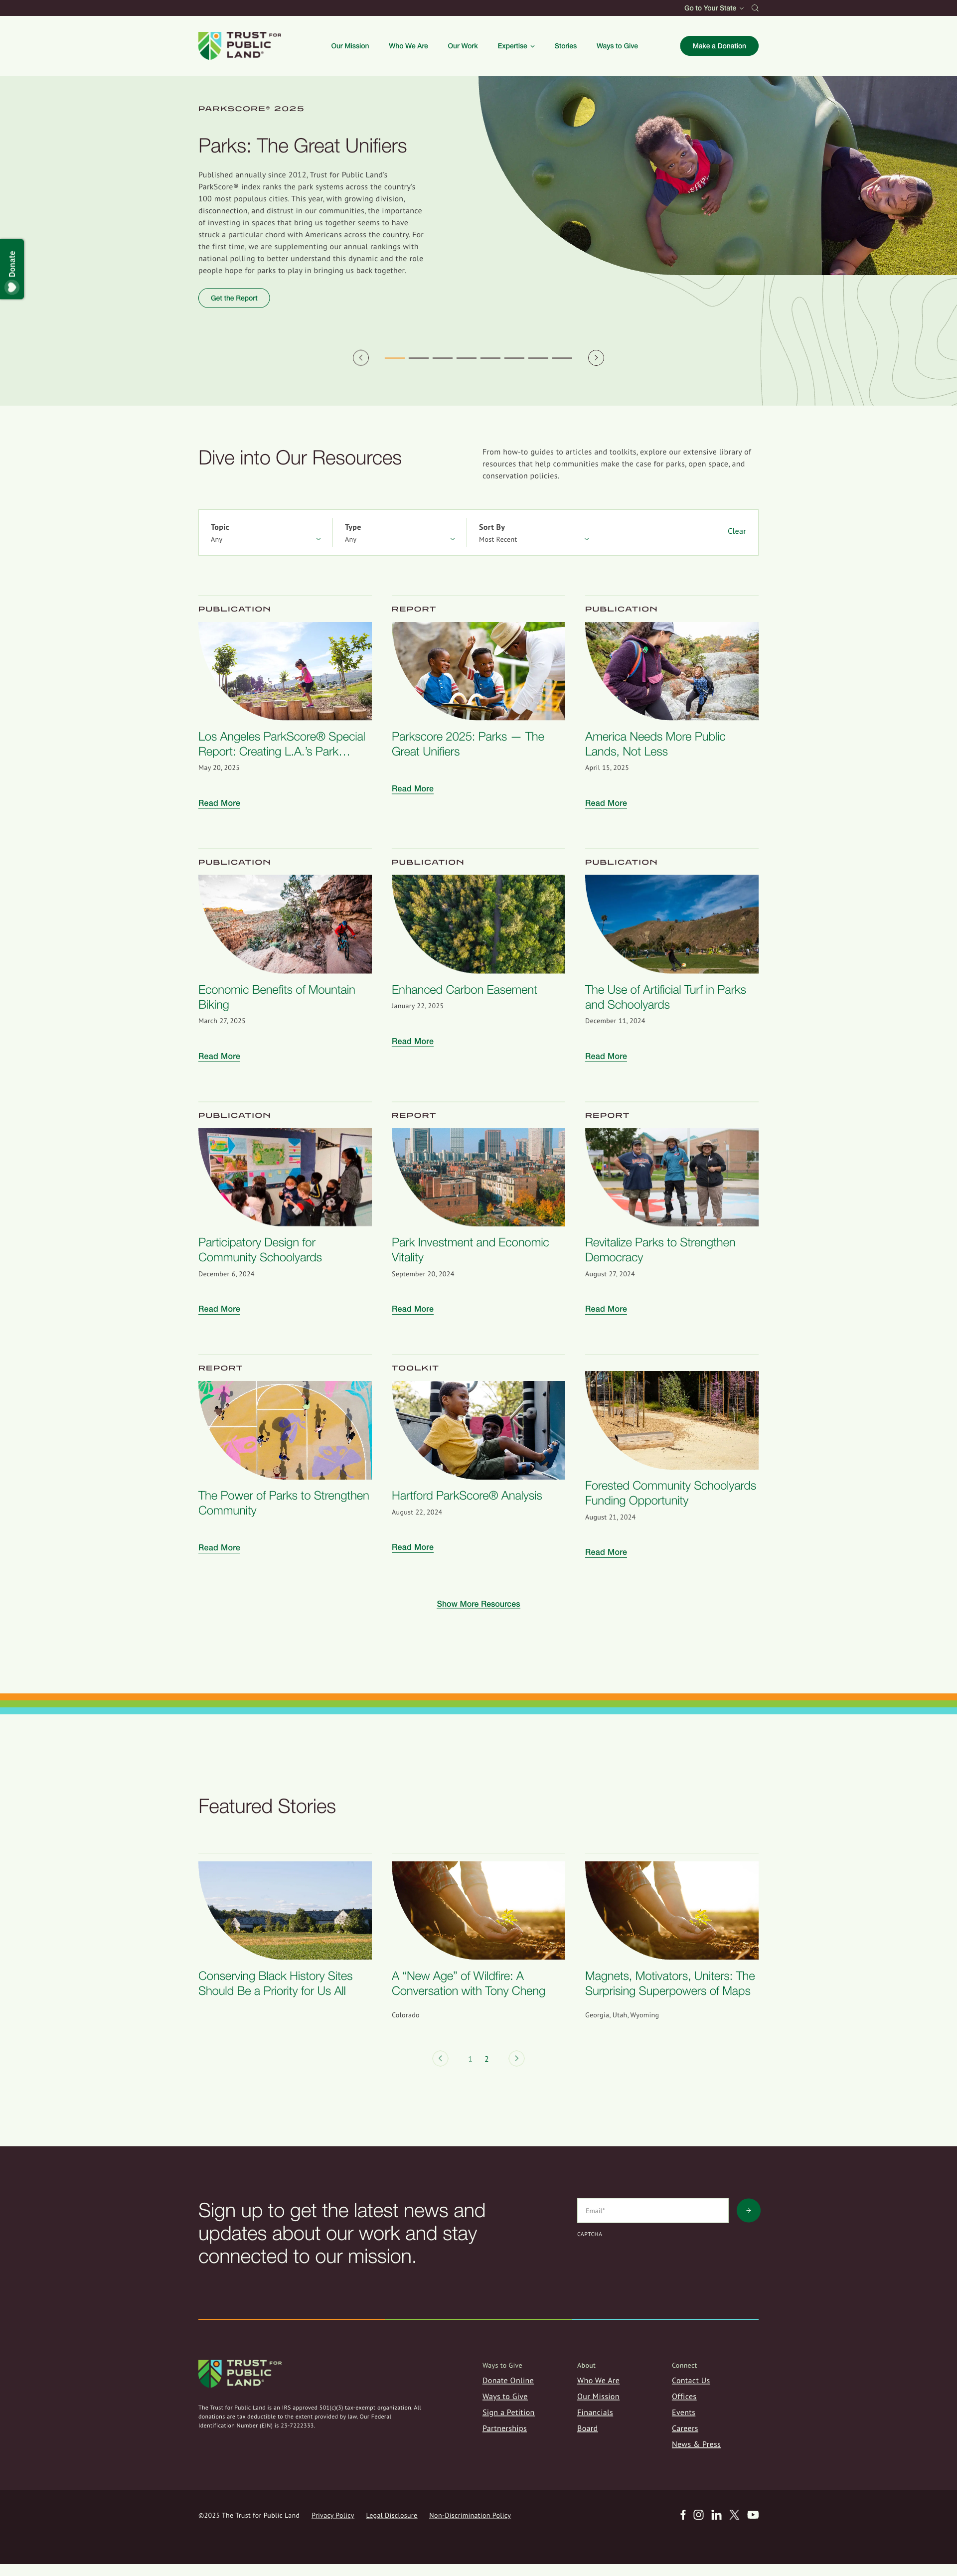 Go to Your State
TRUST FOR
PUBLIC
LAND®
Our Mission
Who We Are
Our Work
Expertise
Stories
Ways to Give
Make a Donation
PARKSCORE® 2025
Parks: The Great Unifiers
Published annually since 2012, Trust for Public Land's
ParkScore® index ranks the park systems across the country's
100 most populous cities. This year, with growing division,
disconnection, and distrust in our communities, the importance
of investing in spaces that bring us together seems to have
struck a particular chord with Americans across the country. For
the first time, we are supplementing our annual rankings with
national polling to better understand this dynamic and the role
people hope for parks to play in bringing us back together.
Get the Report
Donate
Dive into Our Resources
From how-to guides to articles and toolkits, explore our extensive library of
resources that help communities make the case for parks, open space, and
conservation policies.
Topic
Any
Type
Any
Sort By
Most Recent
Clear
PUBLICATION
Los Angeles ParkScore® Special
Report: Creating L.A.'s Park…
May 20, 2025
Read More
REPORT
Parkscore 2025: Parks — The
Great Unifiers
Read More
PUBLICATION
America Needs More Public
Lands, Not Less
April 15, 2025
Read More
PUBLICATION
Economic Benefits of Mountain
Biking
March 27, 2025
Read More
PUBLICATION
Enhanced Carbon Easement
January 22, 2025
Read More
PUBLICATION
The Use of Artificial Turf in Parks
and Schoolyards
December 11, 2024
Read More
PUBLICATION
Participatory Design for
Community Schoolyards
December 6, 2024
Read More
REPORT
Park Investment and Economic
Vitality
September 20, 2024
Read More
REPORT
Revitalize Parks to Strengthen
Democracy
August 27, 2024
Read More
REPORT
The Power of Parks to Strengthen
Community
Read More
TOOLKIT
Hartford ParkScore® Analysis
August 22, 2024
Read More
Forested Community Schoolyards
Funding Opportunity
August 21, 2024
Read More
Show More Resources
Featured Stories
Conserving Black History Sites
Should Be a Priority for Us All
A “New Age” of Wildfire: A
Conversation with Tony Cheng
Colorado
Magnets, Motivators, Uniters: The
Surprising Superpowers of Maps
Georgia, Utah, Wyoming
1 2
Sign up to get the latest news and
updates about our work and stay
connected to our mission.
Email*
CAPTCHA
TRUST FOR
PUBLIC
LAND®
The Trust for Public Land is an IRS approved 501(c)(3) tax-exempt organization. All
donations are tax deductible to the extent provided by law. Our Federal
Identification Number (EIN) is 23-7222333.
Ways to Give
Donate Online
Ways to Give
Sign a Petition
Partnerships
About
Who We Are
Our Mission
Financials
Board
Connect
Contact Us
Offices
Events
Careers
News & Press
©2025 The Trust for Public Land
Privacy Policy
Legal Disclosure
Non-Discrimination Policy